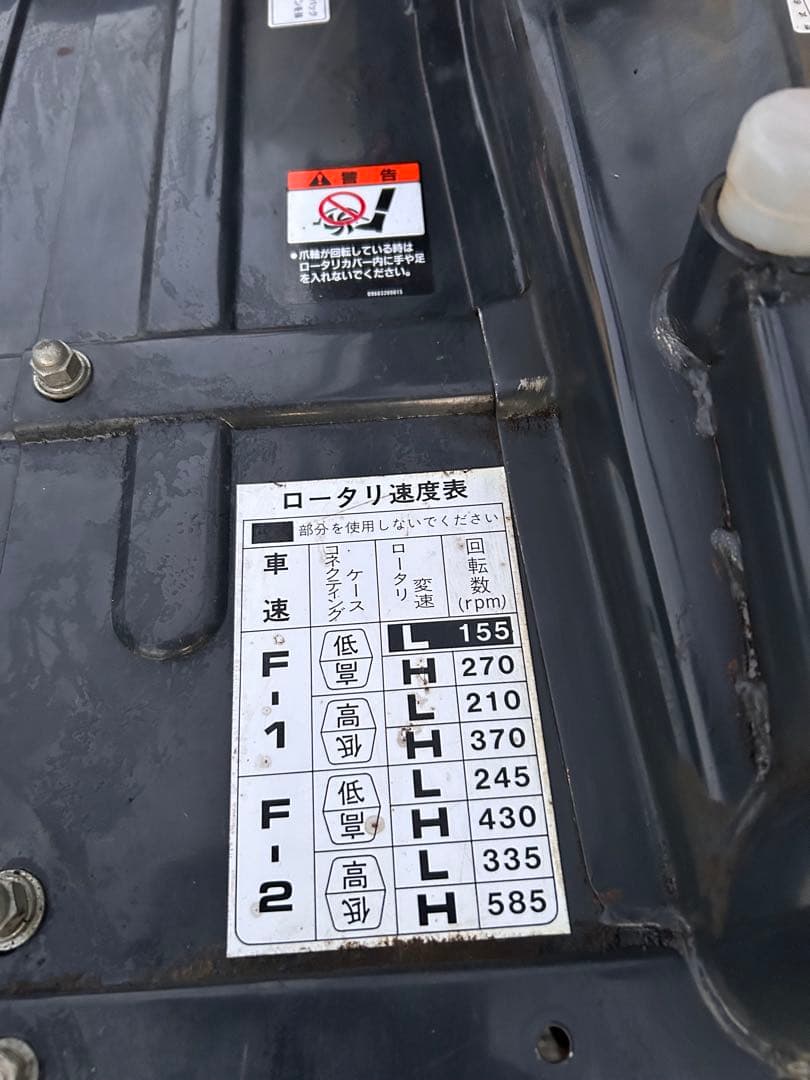 警告
•爪軸が回転している時は
ロータリカバー内に手や足
を入れないでください。
ロータリ速度表
部分を使用しないでください
車速 コネクティング・ケース ロータリ変速 回転数(rpm)
F-1 低 高 L 155
H 270
高 低 L 210
H 370
F-2 低 高 L 245
H 430
高 低 L 335
H 585